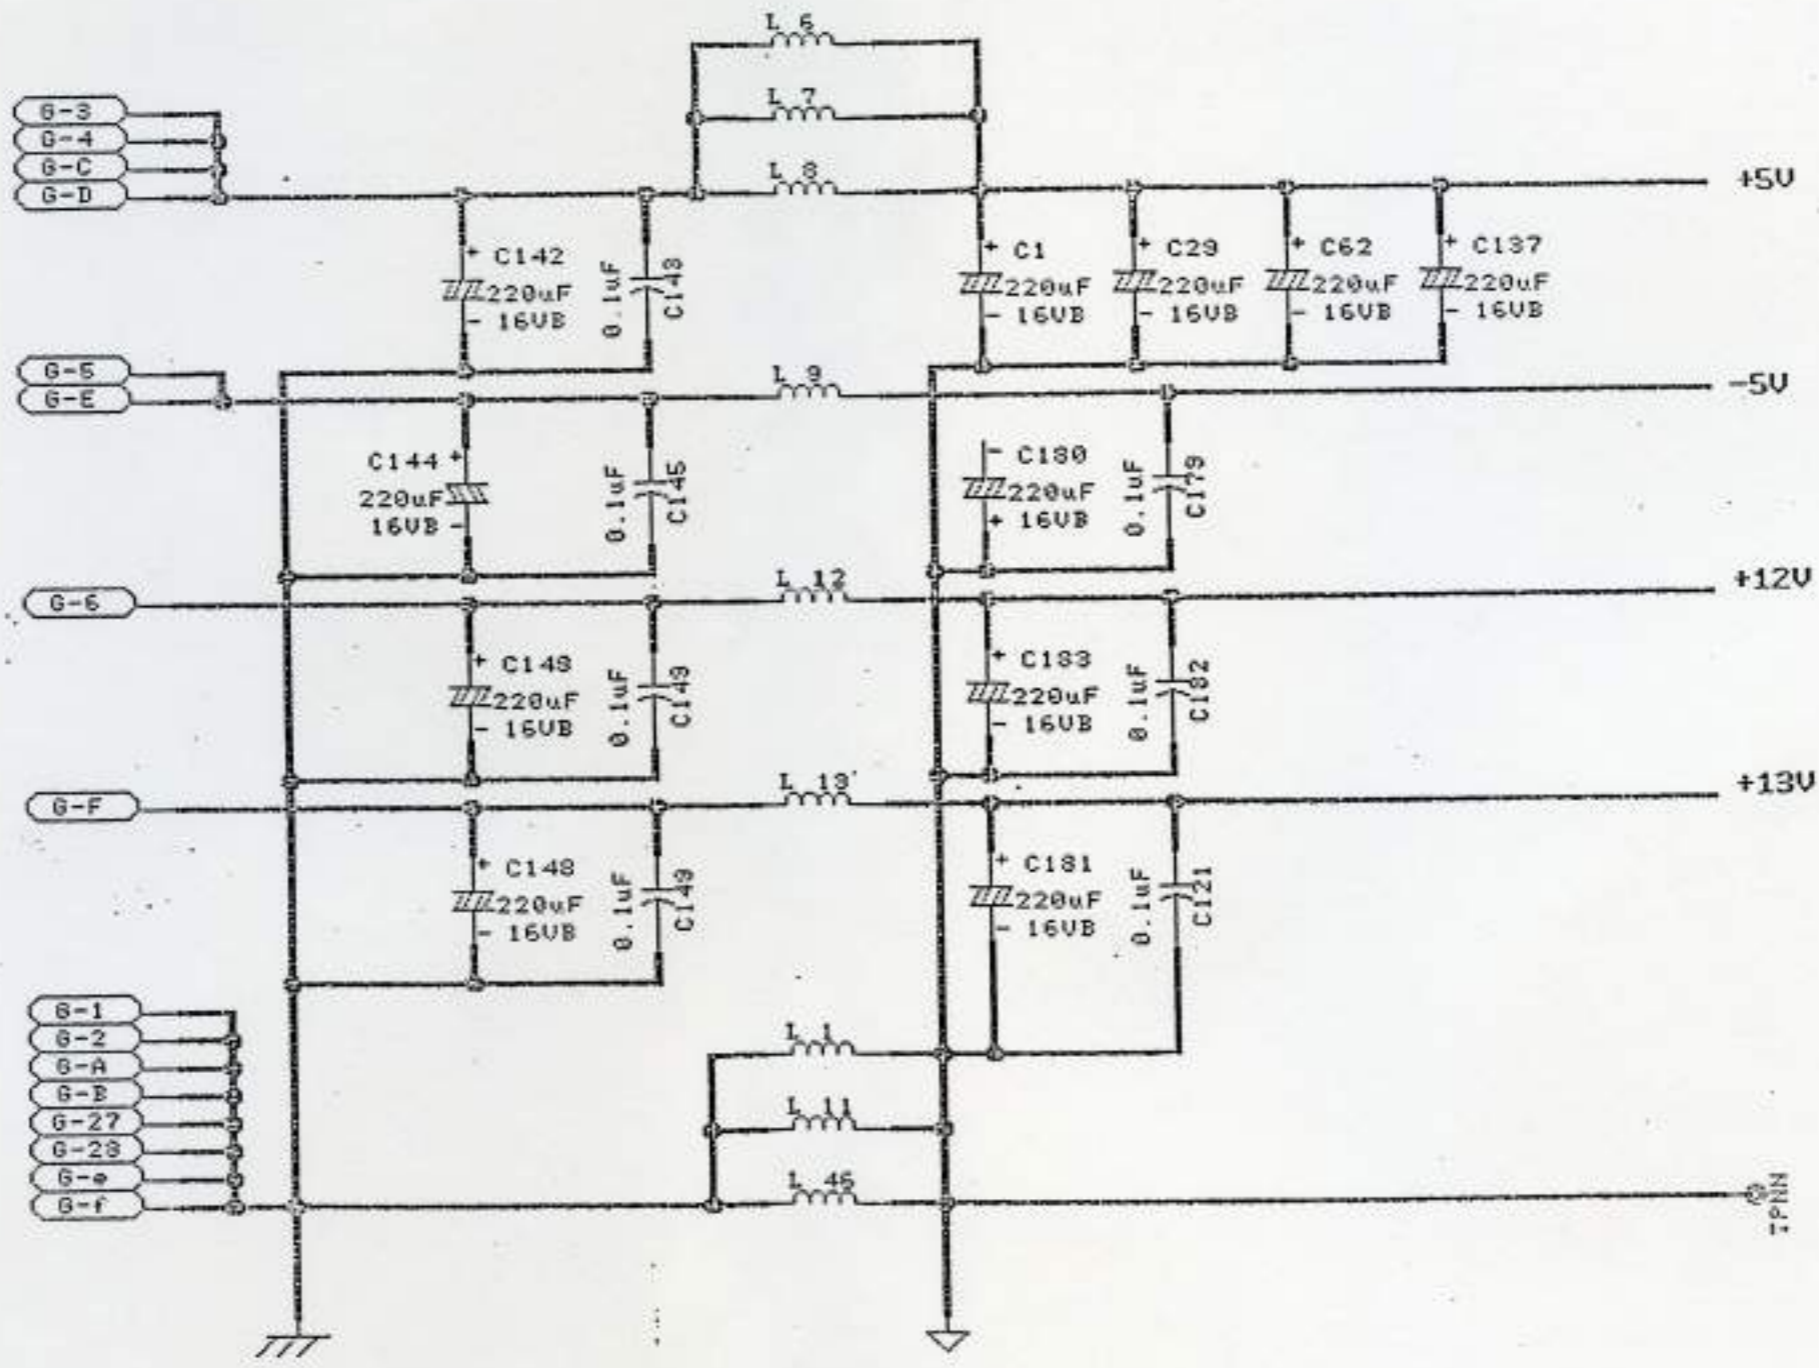 L 6
L 7
L 8
G-3
G-4
G-C
G-D
+5V
+ C142
220uF
- 16VB
0.1uF
C143
+ C1
220uF
- 16VB
+ C29
220uF
- 16VB
+ C62
220uF
- 16VB
+ C137
220uF
- 16VB
G-5
G-E
L 9
-5V
C144 +
220uF
16VB -
0.1uF
C145
- C180
220uF
+ 16VB
0.1uF
C179
G-6
L 12
+12V
+ C148
220uF
- 16VB
0.1uF
C149
+ C183
220uF
- 16VB
0.1uF
C182
G-F
L 13
+13V
+ C148
220uF
- 16VB
0.1uF
C149
+ C181
220uF
- 16VB
0.1uF
C121
G-1
G-2
G-A
G-B
G-27
G-28
G-e
G-f
L 1
L 11
L 45
TPNN